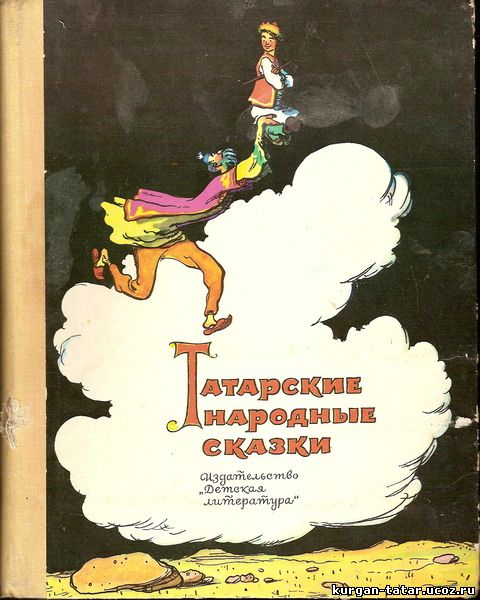 Татарские
народные
сказки
Издательство
„Детская
литература“
kurgan-tatar.ucoz.ru